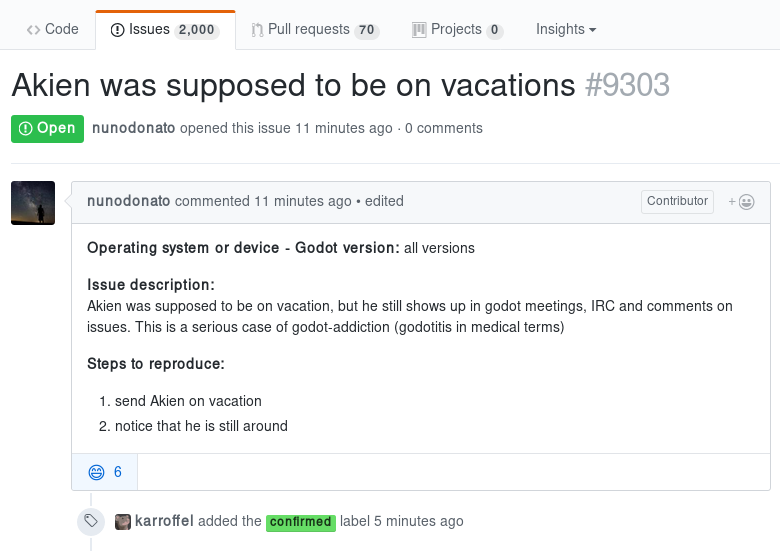 Code Issues 2,000 Pull requests 70 Projects 0 Insights
Akien was supposed to be on vacations #9303
Open nunodonato opened this issue 11 minutes ago · 0 comments
nunodonato commented 11 minutes ago • edited Contributor +
Operating system or device - Godot version: all versions
Issue description:
Akien was supposed to be on vacation, but he still shows up in godot meetings, IRC and comments on
issues. This is a serious case of godot-addiction (godotitis in medical terms)
Steps to reproduce:
1. send Akien on vacation
2. notice that he is still around
😄 6
karroffel added the confirmed label 5 minutes ago